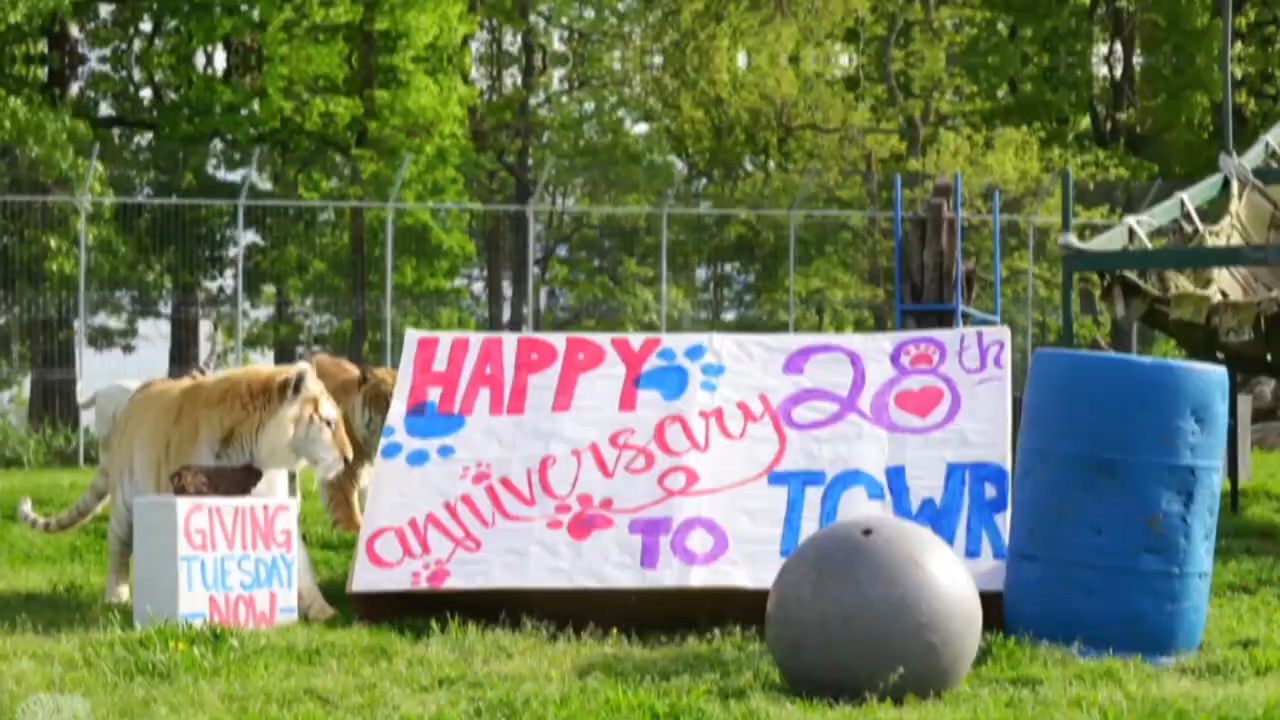 HAPPY 28th
anniversary
TO TCWR
GIVING
TUESDAY
-NOW-